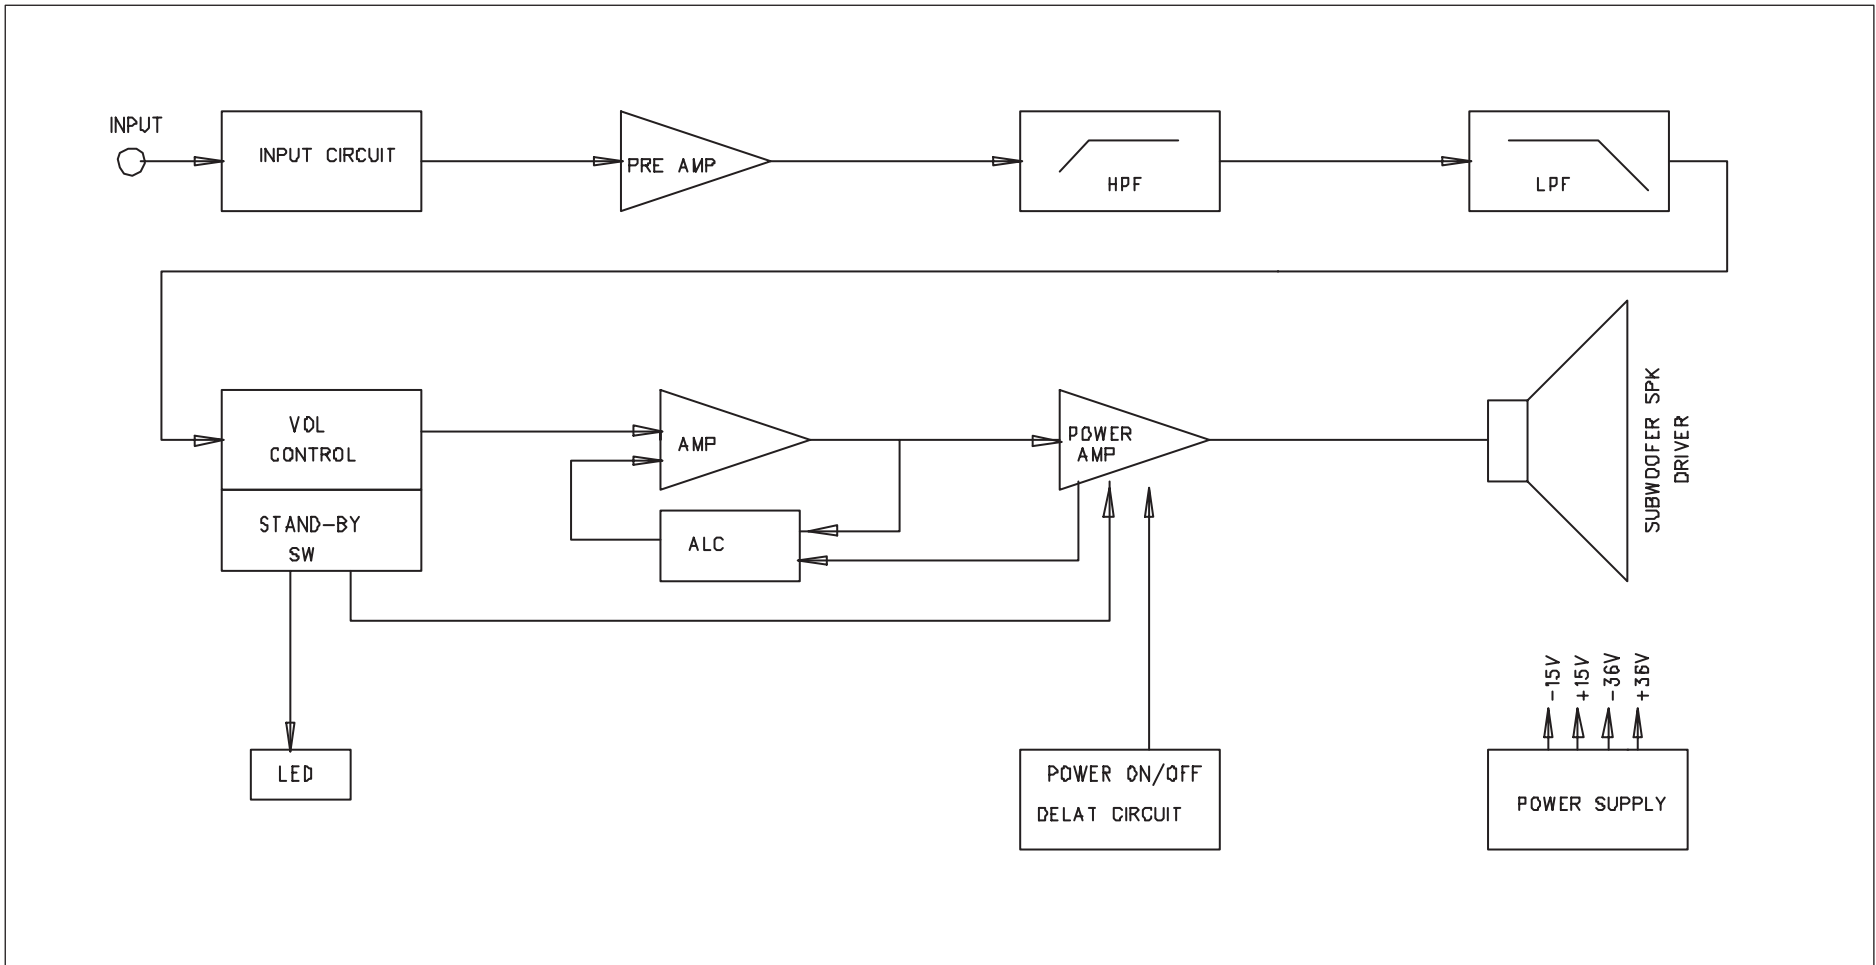 INPUT
INPUT CIRCUIT
PRE AMP
HPF
LPF
VOL
CONTROL
STAND-BY
SW
AMP
ALC
POWER
AMP
SUBWOOFER SPK
DRIVER
LED
POWER ON/OFF
DELAT CIRCUIT
-15V
+15V
-36V
+36V
POWER SUPPLY